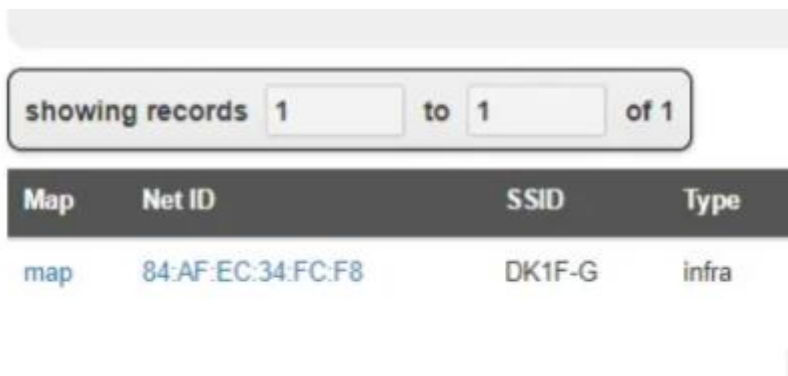 showing records 1 to 1 of 1
Map Net ID SSID Type
map 84:AF:EC:34:FC:F8 DK1F-G infra